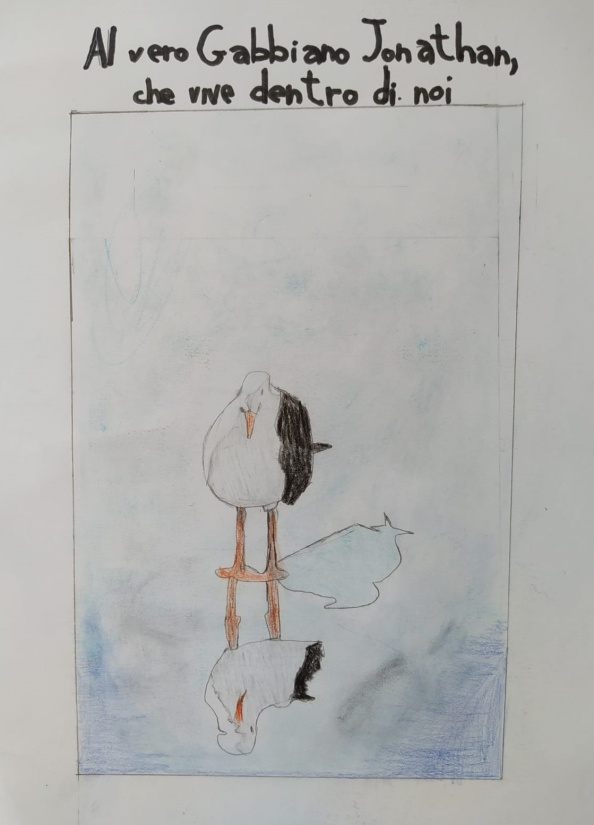 Al vero Gabbiano Jonathan,
che vive dentro di noi